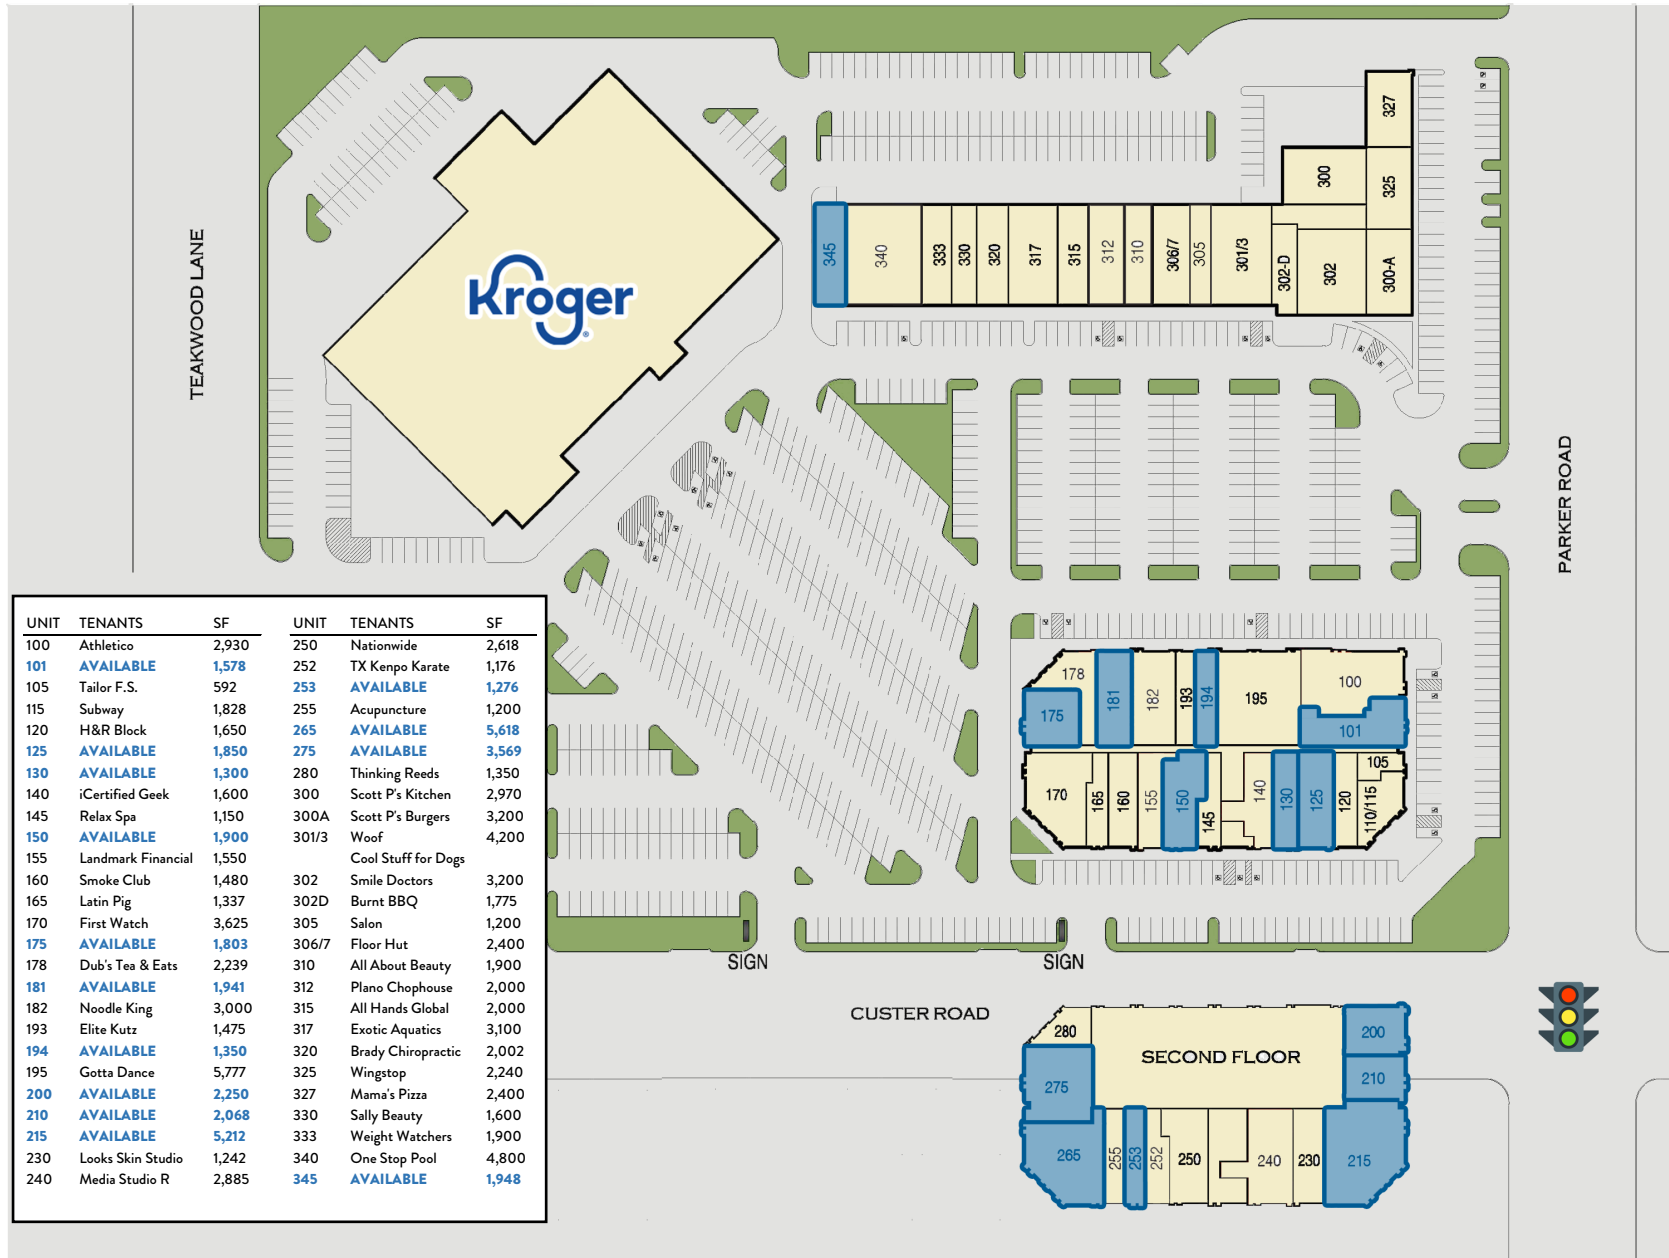 327
300
325
345
340
333
330
320
317
315
312
310
306/7
305
301/3
302-D
302
300-A
Kroger
®
TEAKWOOD LANE
PARKER ROAD
UNIT TENANTS SF
100 Athletico 2,930
101 AVAILABLE 1,578
105 Tailor F.S. 592
115 Subway 1,828
120 H&R Block 1,650
125 AVAILABLE 1,850
130 AVAILABLE 1,300
140 iCertified Geek 1,600
145 Relax Spa 1,150
150 AVAILABLE 1,900
155 Landmark Financial 1,550
160 Smoke Club 1,480
165 Latin Pig 1,337
170 First Watch 3,625
175 AVAILABLE 1,803
178 Dub's Tea & Eats 2,239
181 AVAILABLE 1,941
182 Noodle King 3,000
193 Elite Kutz 1,475
194 AVAILABLE 1,350
195 Gotta Dance 5,777
200 AVAILABLE 2,250
210 AVAILABLE 2,068
215 AVAILABLE 5,212
230 Looks Skin Studio 1,242
240 Media Studio R 2,885
UNIT TENANTS SF
250 Nationwide 2,618
252 TX Kenpo Karate 1,176
253 AVAILABLE 1,276
255 Acupuncture 1,200
265 AVAILABLE 5,618
275 AVAILABLE 3,569
280 Thinking Reeds 1,350
300 Scott P's Kitchen 2,970
300A Scott P's Burgers 3,200
301/3 Woof 4,200
Cool Stuff for Dogs
302 Smile Doctors 3,200
302D Burnt BBQ 1,775
305 Salon 1,200
306/7 Floor Hut 2,400
310 All About Beauty 1,900
312 Plano Chophouse 2,000
315 All Hands Global 2,000
317 Exotic Aquatics 3,100
320 Brady Chiropractic 2,002
325 Wingstop 2,240
327 Mama's Pizza 2,400
330 Sally Beauty 1,600
333 Weight Watchers 1,900
340 One Stop Pool 4,800
345 AVAILABLE 1,948
178
175
181
182
193
194
195
100
101
170
165
160
155
150
145
140
130
125
120
110/115
105
SIGN
SIGN
CUSTER ROAD
280
SECOND FLOOR
200
275
210
265
255
253
252
250
240
230
215